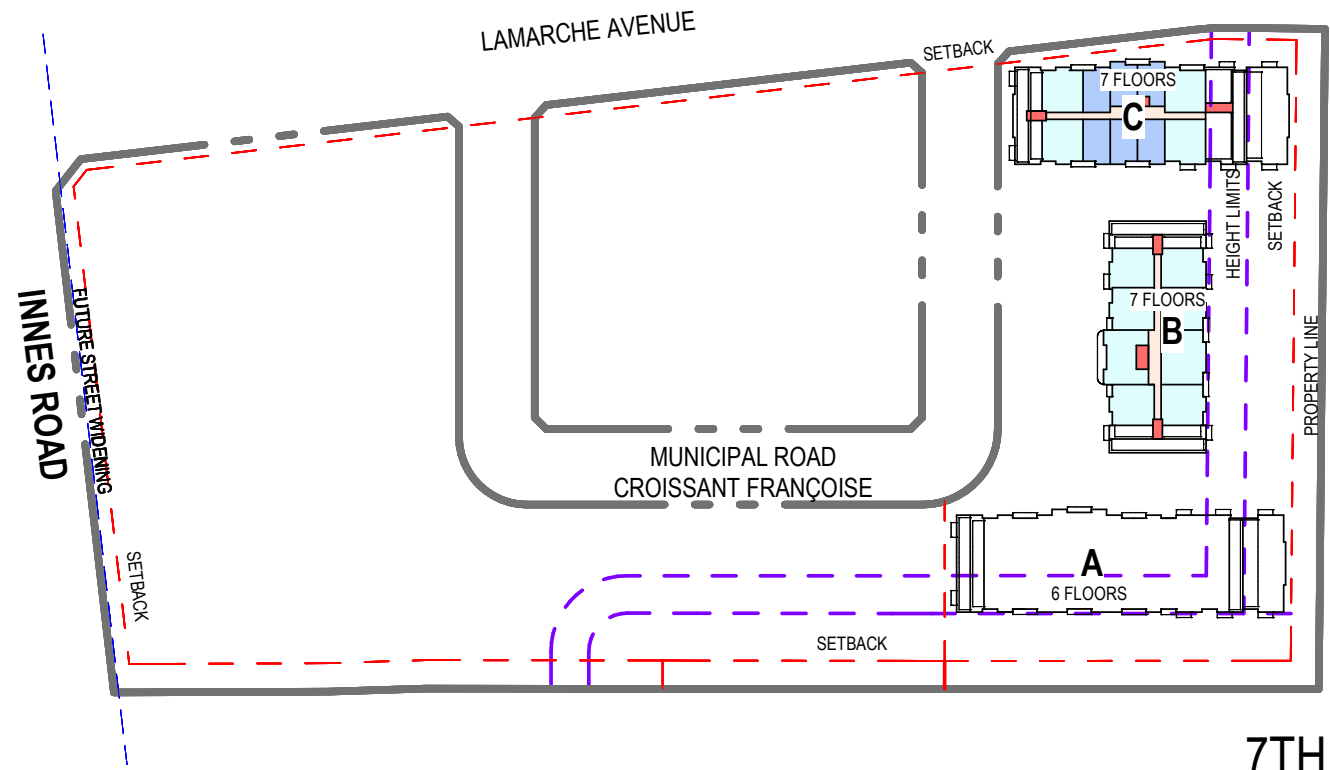 LAMARCHE AVENUE
SETBACK
7 FLOORS
C
HEIGHT LIMITS
SETBACK
7 FLOORS
B
PROPERTY LINE
INNES ROAD
FUTURE STREET WIDENING
MUNICIPAL ROAD
CROISSANT FRANÇOISE
A
6 FLOORS
SETBACK
SETBACK
7TH